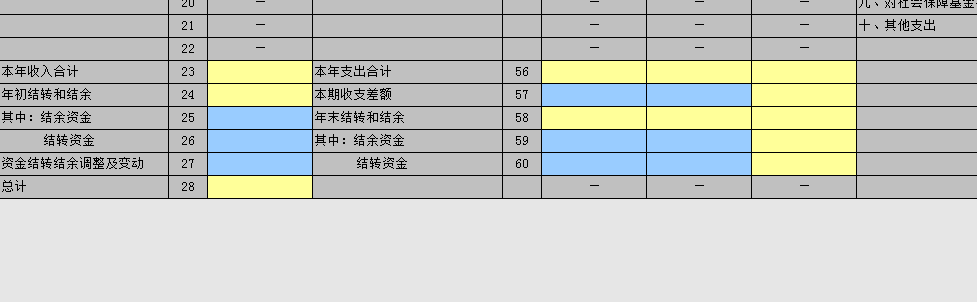 20 — — — — 九、对社会保障基金
21 — — — — 十、其他支出
22 — — — —
本年收入合计 23 本年支出合计 56
年初结转和结余 24 本期收支差额 57
其中：结余资金 25 年末结转和结余 58
结转资金 26 其中：结余资金 59
资金结转结余调整及变动 27 结转资金 60
总计 28 — — —